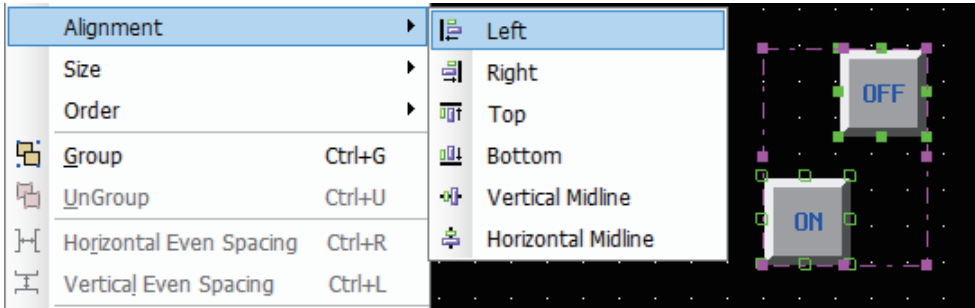 Alignment
Size
Order
Group Ctrl+G
UnGroup Ctrl+U
Horizontal Even Spacing Ctrl+R
Vertical Even Spacing Ctrl+L
Left
Right
Top
Bottom
Vertical Midline
Horizontal Midline
OFF
ON